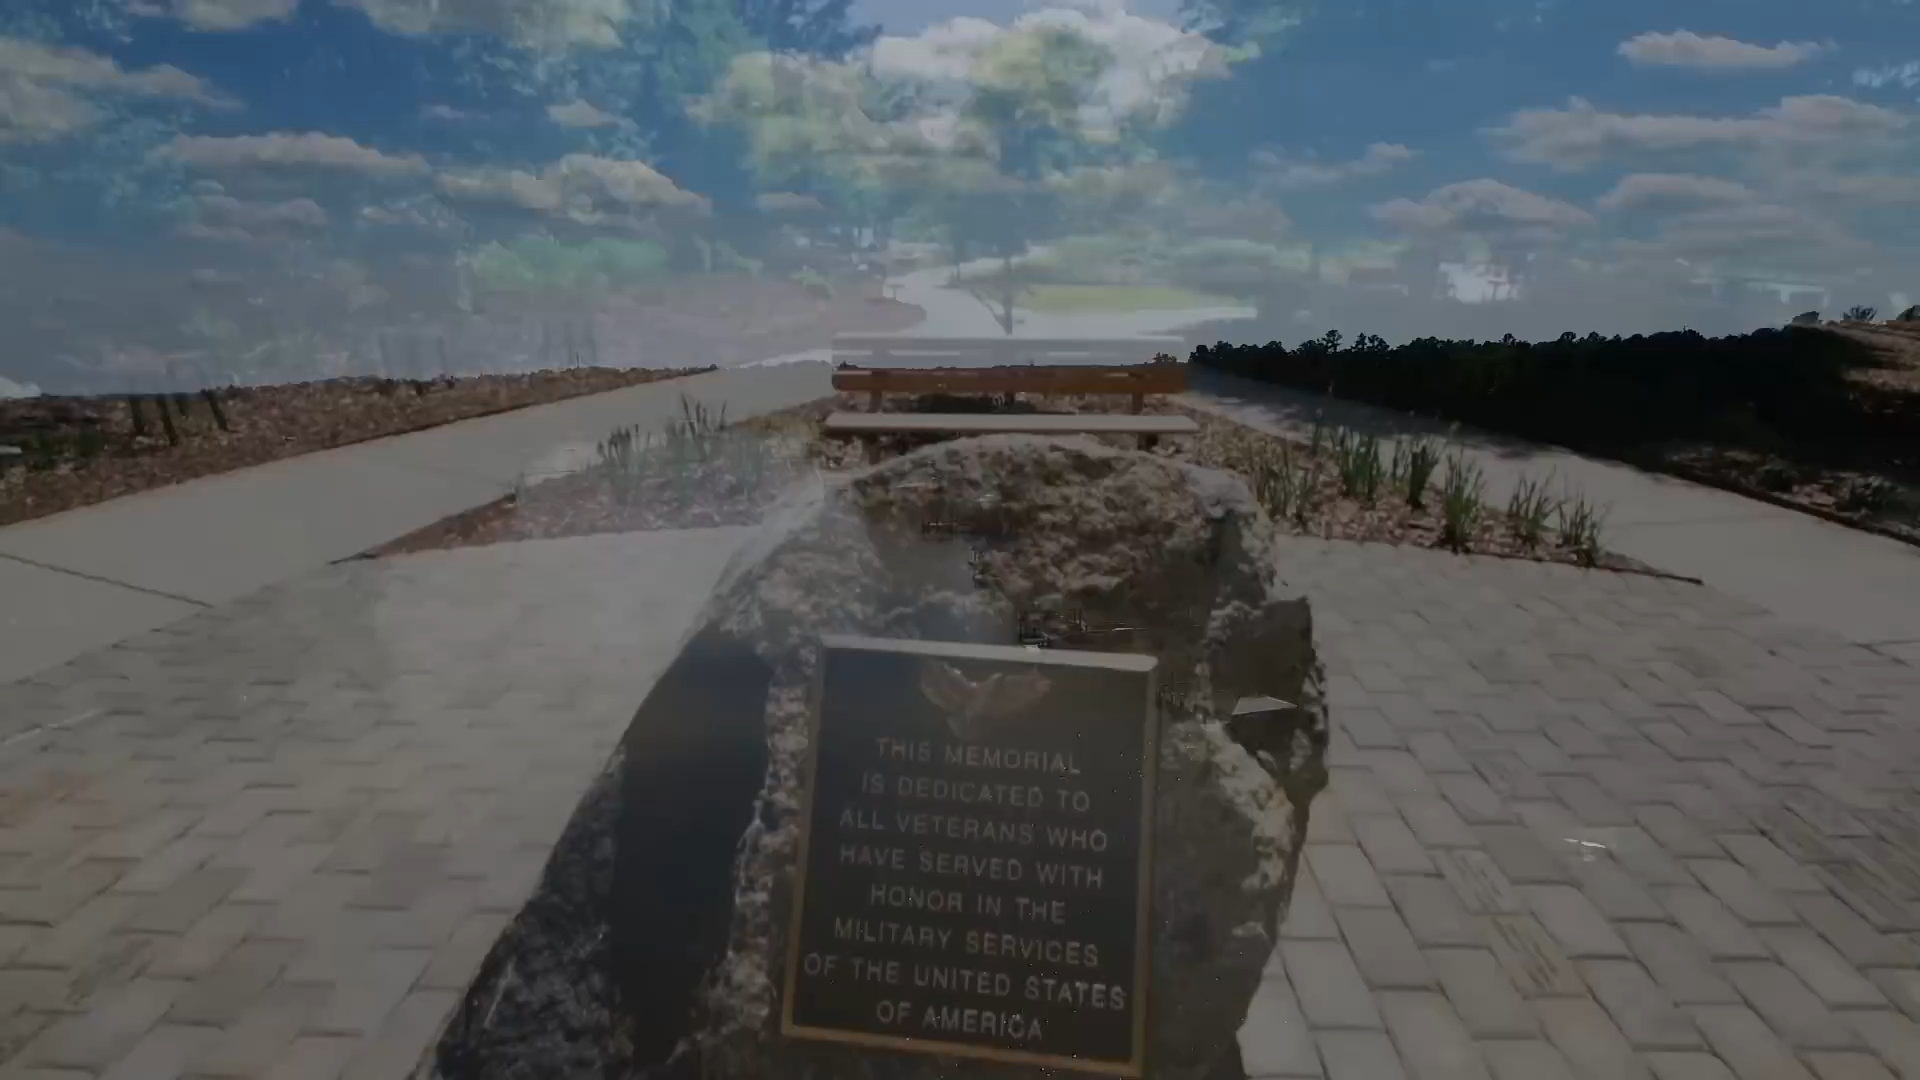 THIS MEMORIAL
IS DEDICATED TO
ALL VETERANS WHO
HAVE SERVED WITH
HONOR IN THE
MILITARY SERVICES
OF THE UNITED STATES
OF AMERICA